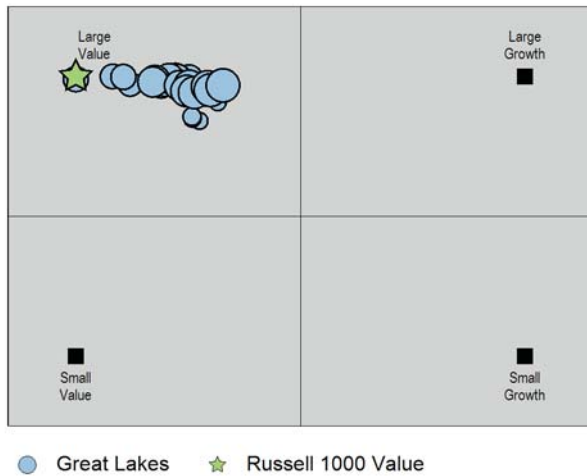 Large
Value
Large
Growth
Small
Value
Small
Growth
Great Lakes
Russell 1000 Value